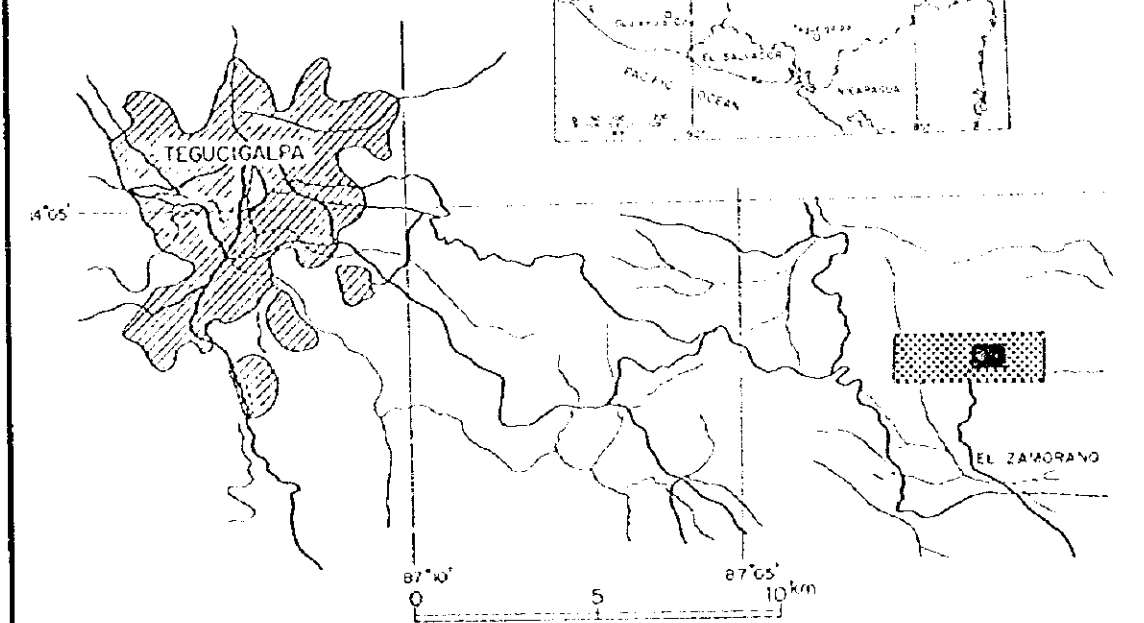 EL SALVADOR
PACIFIC
OCEAN
NICARAGUA
TEGUCIGALPA
14°05'
EL ZAMORANO
87°10'
87°05'
0 5 10 km